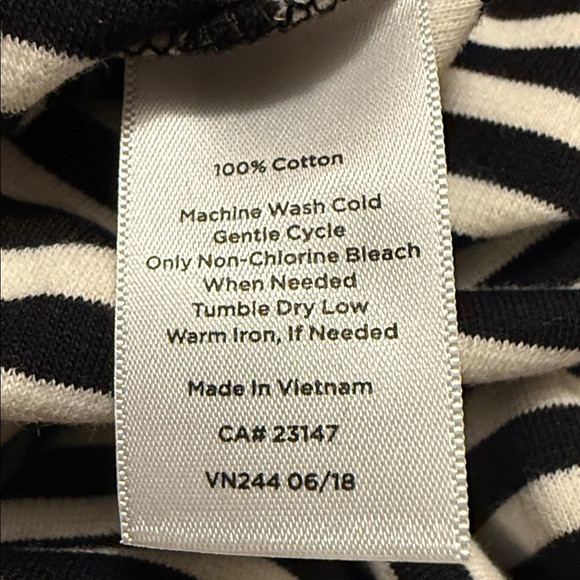 100% Cotton
Machine Wash Cold
Gentle Cycle
Only Non-Chlorine Bleach
When Needed
Tumble Dry Low
Warm Iron, If Needed
Made In Vietnam
CA# 23147
VN244 06/18